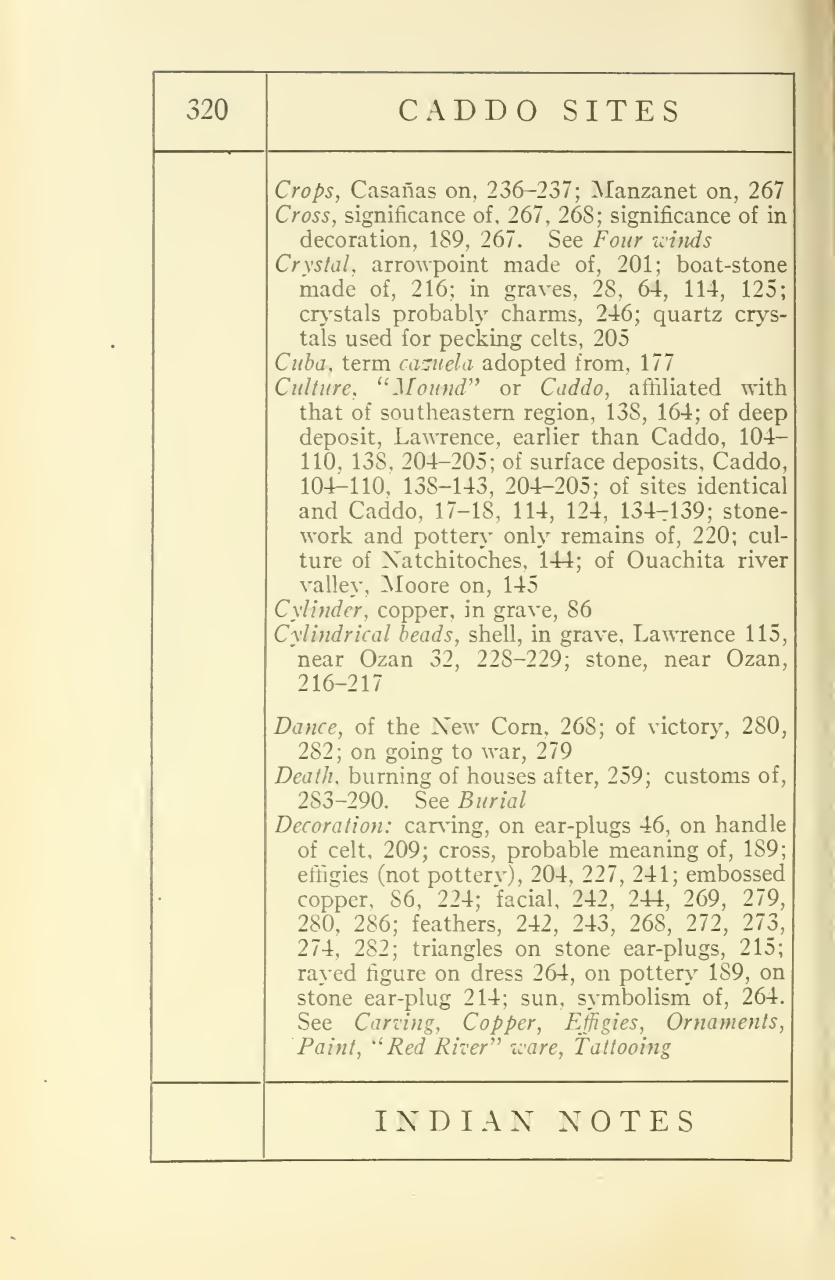 320
CADDO SITES
Crops, Casañas on, 236–237; Manzanet on, 267
Cross, significance of, 267, 268; significance of in
decoration, 189, 267. See Four winds
Crystal, arrowpoint made of, 201; boat-stone
made of, 216; in graves, 28, 64, 114, 125;
crystals probably charms, 246; quartz crys-
tals used for pecking celts, 205
Cuba, term cazuela adopted from, 177
Culture, “Mound” or Caddo, affiliated with
that of southeastern region, 138, 164; of deep
deposit, Lawrence, earlier than Caddo, 104–
110, 138, 204–205; of surface deposits, Caddo,
104–110, 138–143, 204–205; of sites identical
and Caddo, 17–18, 114, 124, 134–139; stone-
work and pottery only remains of, 220; cul-
ture of Natchitoches, 144; of Ouachita river
valley, Moore on, 145
Cylinder, copper, in grave, 86
Cylindrical beads, shell, in grave, Lawrence 115,
near Ozan 32, 228–229; stone, near Ozan,
216–217
Dance, of the New Corn, 268; of victory, 280,
282; on going to war, 279
Death, burning of houses after, 259; customs of,
283–290. See Burial
Decoration: carving, on ear-plugs 46, on handle
of celt, 209; cross, probable meaning of, 189;
effigies (not pottery), 204, 227, 241; embossed
copper, 86, 224; facial, 242, 244, 269, 279,
280, 286; feathers, 242, 243, 268, 272, 273,
274, 282; triangles on stone ear-plugs, 215;
rayed figure on dress 264, on pottery 189, on
stone ear-plug 214; sun, symbolism of, 264.
See Carving, Copper, Effigies, Ornaments,
Paint, “Red River” ware, Tattooing
INDIAN NOTES